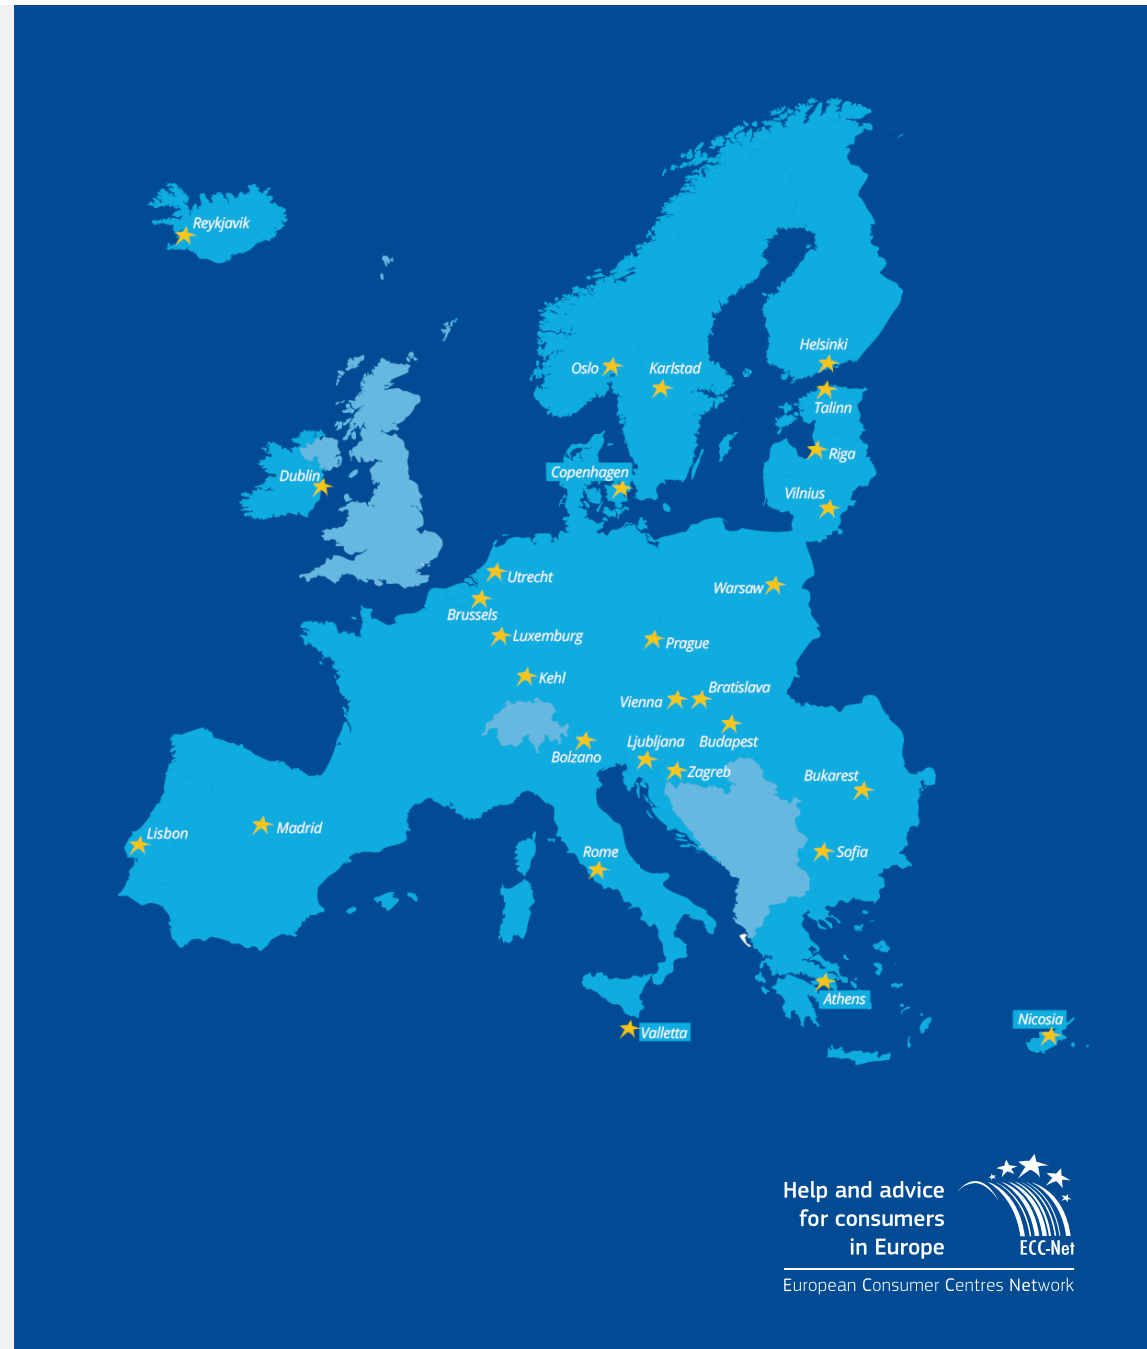 Reykjavik
Helsinki
Oslo
Karlstad
Talinn
Riga
Copenhagen
Dublin
Vilnius
Utrecht
Warsaw
Brussels
Luxemburg
Prague
Kehl
Bratislava
Vienna
Ljubljana
Budapest
Bolzano
Zagreb
Bukarest
Madrid
Lisbon
Rome
Sofia
Athens
Nicosia
Valletta
Help and advice
for consumers
in Europe
ECC-Net
European Consumer Centres Network